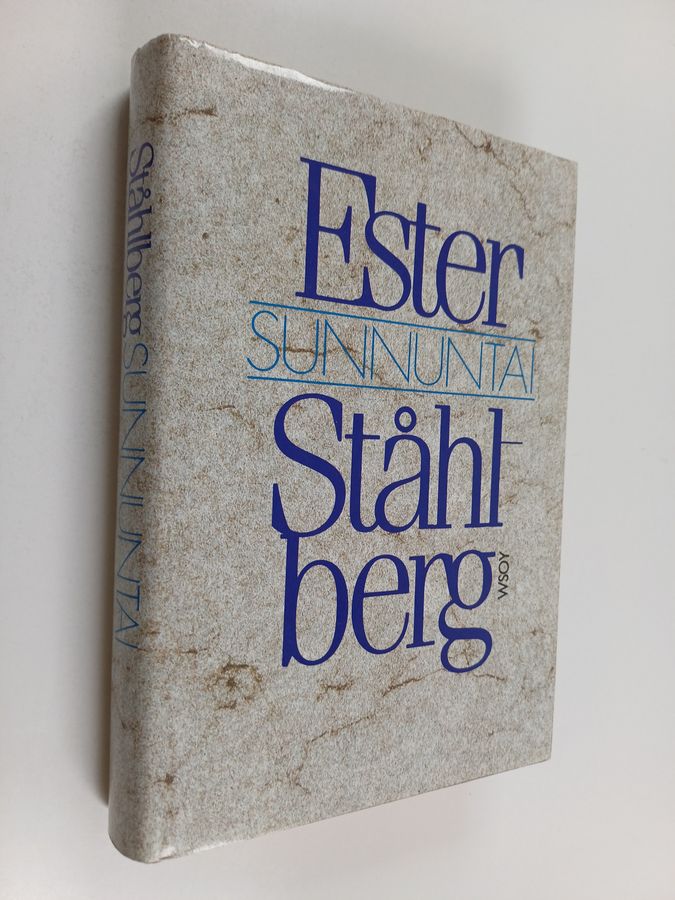 Ester
SUNNUNTAI
Ståhl-
berg
WSOY
Ståhlberg SUNNUNTAI